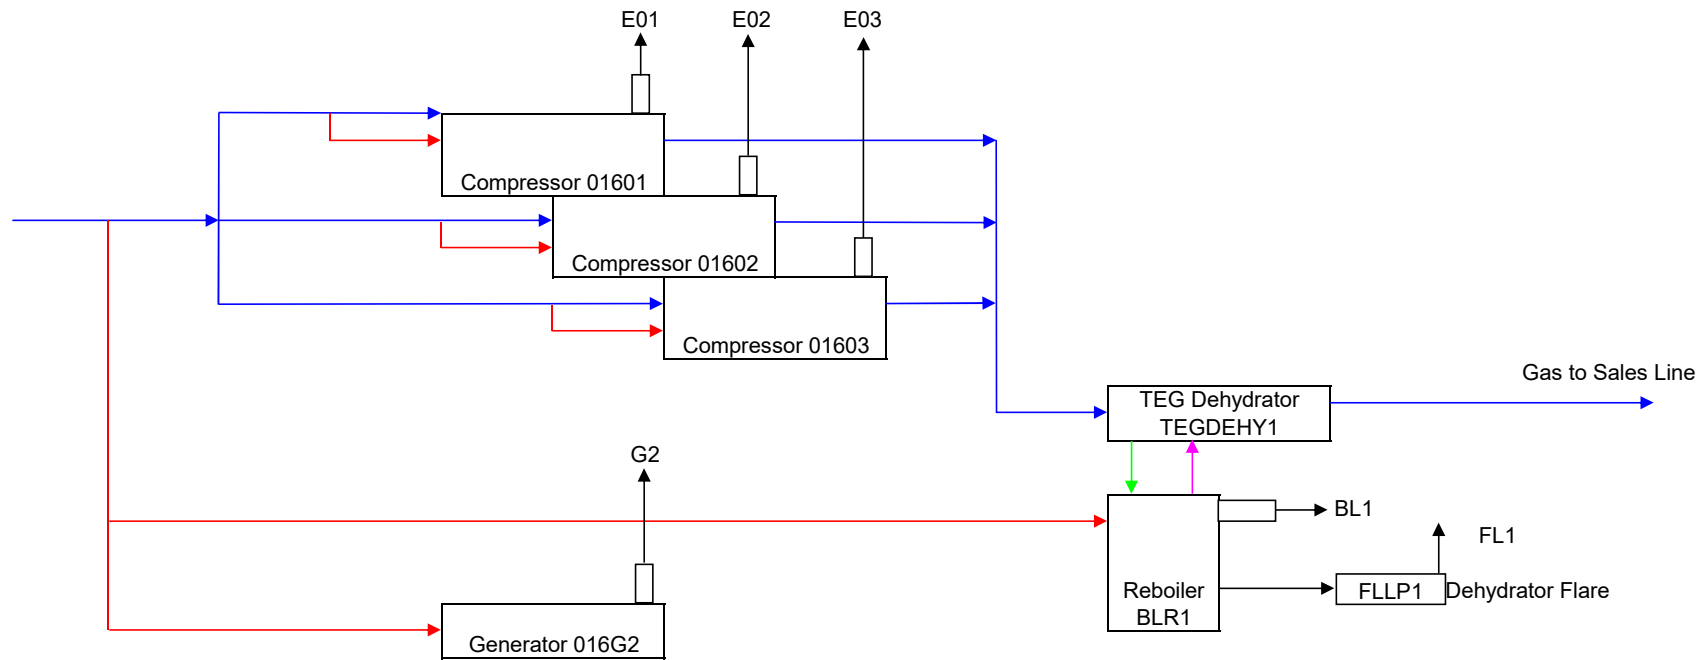 E01
E02
E03
Compressor 01601
Compressor 01602
Compressor 01603
Gas to Sales Line
TEG Dehydrator
TEGDEHY1
G2
BL1
FL1
Reboiler
BLR1
FLLP1
Dehydrator Flare
Generator 016G2